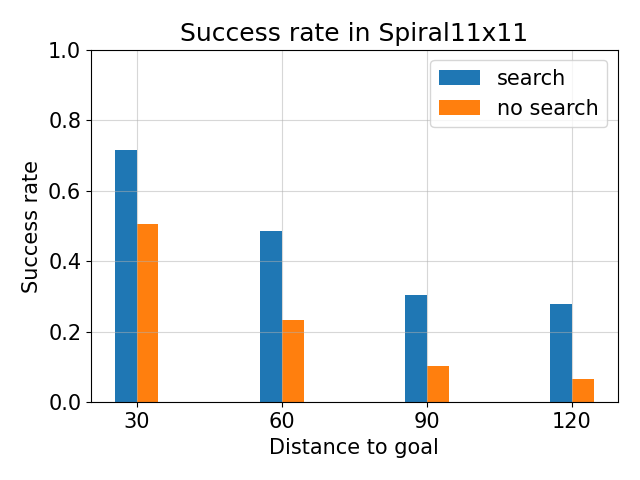 Success rate in Spiral11x11
1.0
0.8
0.6
0.4
0.2
0.0
Success rate
search
no search
30 60 90 120
Distance to goal